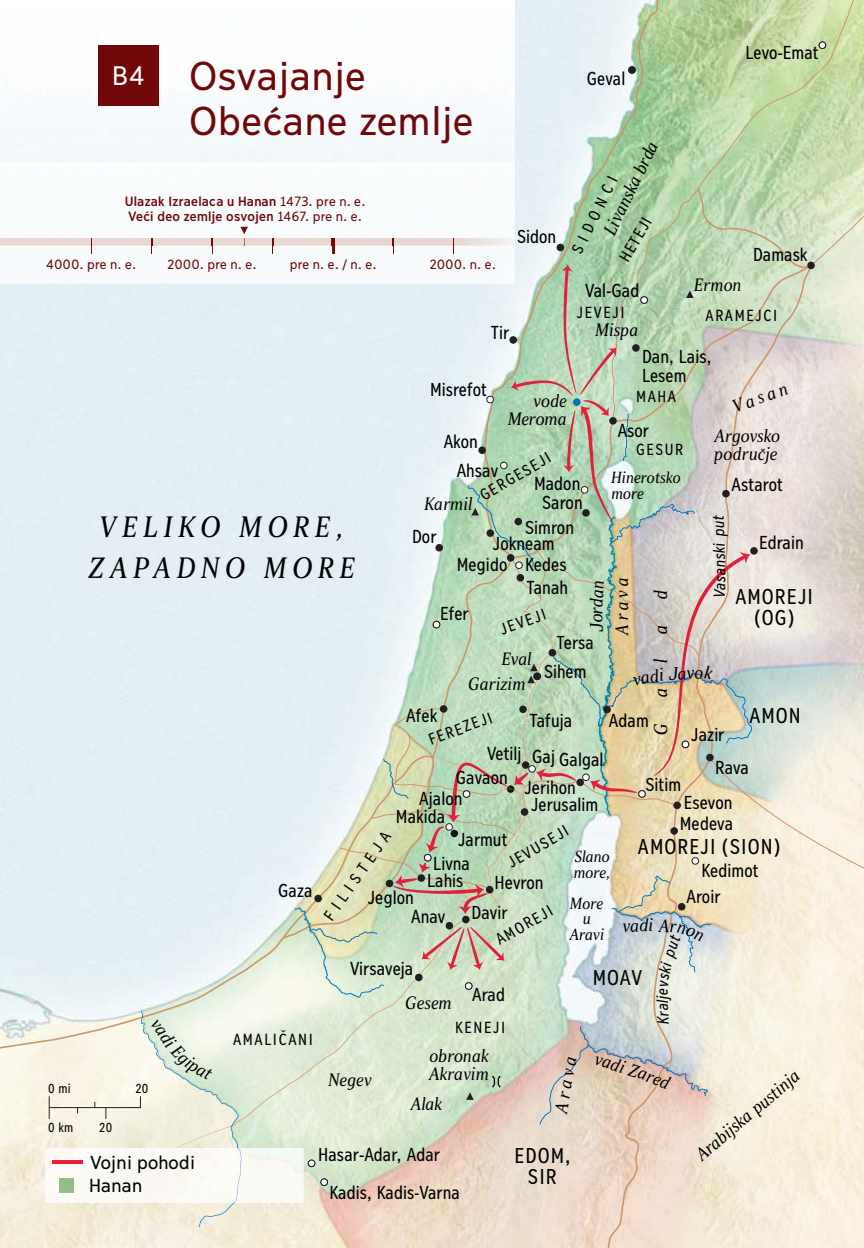 B4
Osvajanje
Obećane zemlje
Ulazak Izraelaca u Hanan 1473. pre n. e.
Veći deo zemlje osvojen 1467. pre n. e.
4000. pre n. e.
2000. pre n. e.
pre n. e. / n. e.
2000. n. e.
Levo-Emat
Geval
SIDONCI
Livanska brda
HETEJI
Sidon
Damask
Val-Gad
Ermon
JEVEJI
ARAMEJCI
Mispa
Tir
Dan, Lais,
Lesem
Misrefot
MAHA
Vasan
vode
Meroma
Asor
Argovsko
područje
Akon
GESUR
Ahsav
GERGESEJI
Hinerotsko
more
Madon
Astarot
Karmil
Saron
Simron
VELIKO MORE,
ZAPADNO MORE
Dor
Jokneam
Vasanski put
Edrain
Megido
Kedes
Tanah
Jordan
Arava
Galad
AMOREJI
(OG)
Efer
JEVEJI
Tersa
Eval
Sihem
Garizim
vadi Javok
Afek
FEREZEJI
Tafuja
Adam
AMON
Jazir
Vetilj
Gaj
Galgal
Rava
Gavaon
Jerihon
Sitim
Ajalon
Jerusalim
Esevon
Makida
Medeva
Jarmut
JEVUSEJI
AMOREJI (SION)
FILISTEJA
Livna
Slano
more,
More
u
Aravi
Kedimot
Lahis
Hevron
Gaza
Jeglon
Aroir
Anav
Davir
AMOREJI
vadi Arnon
Virsaveja
MOAV
Kraljevski put
Gesem
Arad
KENEJI
vadi Egipat
AMALIČANI
obronak
Akravim
Negev
Arava
vadi Zared
Alak
Arabijska pustinja
0 mi
20
0 km
20
Hasar-Adar, Adar
EDOM,
SIR
Vojni pohodi
Hanan
Kadis, Kadis-Varna